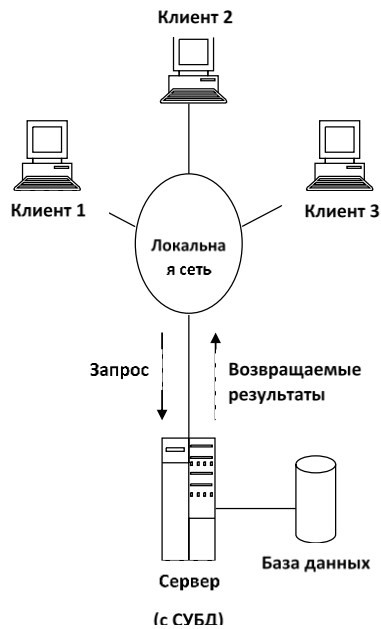 Клиент 2
Клиент 1
Клиент 3
Локальна
я сеть
Запрос
Возвращаемые
результаты
База данных
Сервер
(с СУБД)